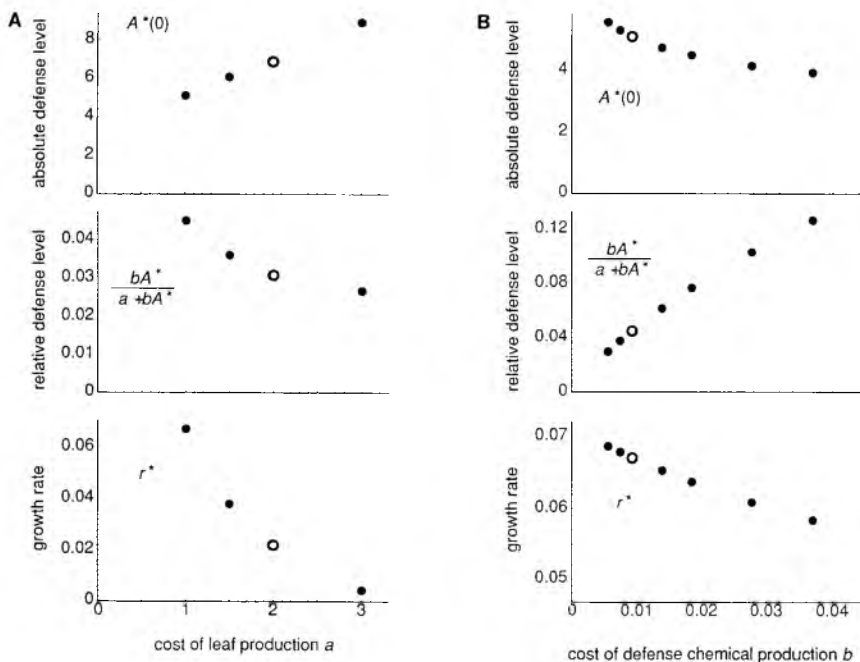 A
A*(0)
absolute defense level
8
6
4
2
0
relative defense level
0.04
0.03
0.02
0.01
0
bA*
a +bA*
growth rate
0.06
0.04
0.02
0
r*
0 1 2 3
cost of leaf production a
B
absolute defense level
4
2
0
A*(0)
relative defense level
0.12
0.08
0.04
0
bA*
a +bA*
growth rate
0.07
0.06
0.05
r*
0 0.01 0.02 0.03 0.04
cost of defense chemical production b